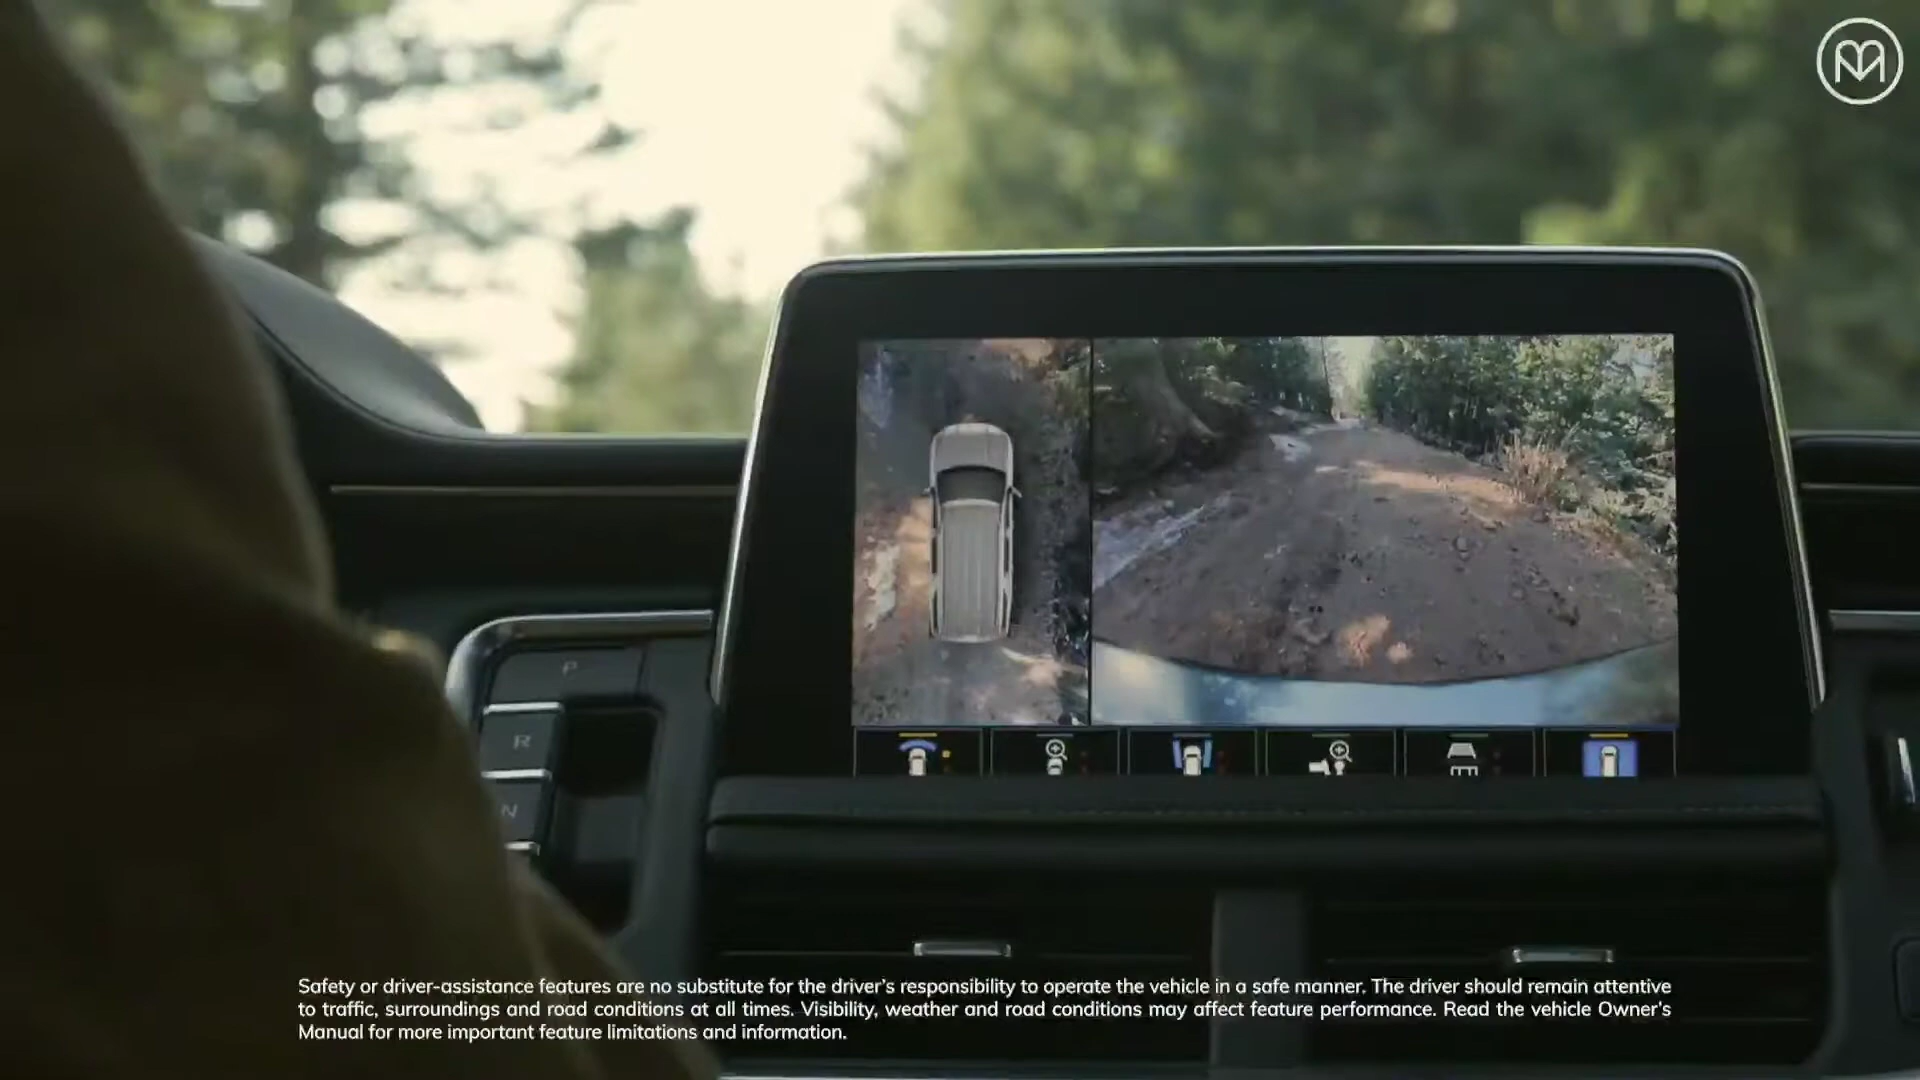 P
R
N
Safety or driver-assistance features are no substitute for the driver's responsibility to operate the vehicle in a safe manner. The driver should remain attentive
to traffic, surroundings and road conditions at all times. Visibility, weather and road conditions may affect feature performance. Read the vehicle Owner's
Manual for more important feature limitations and information.